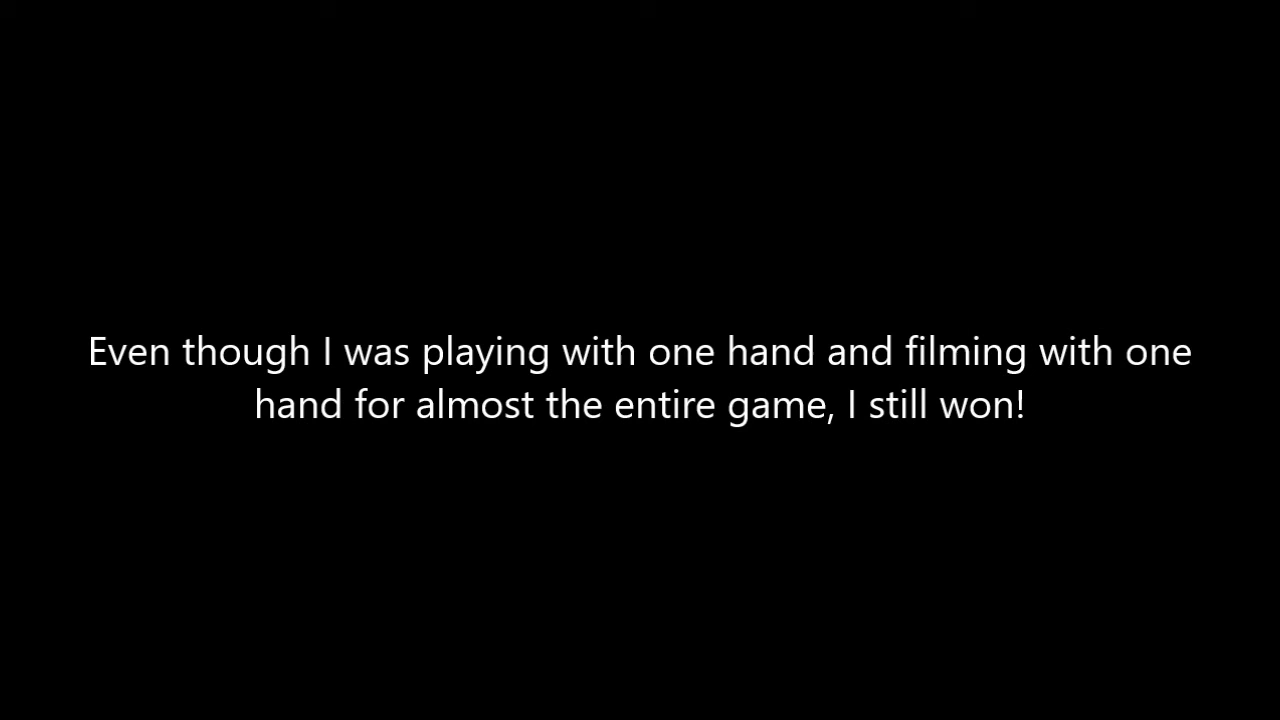 Even though I was playing with one hand and filming with one
hand for almost the entire game, I still won!